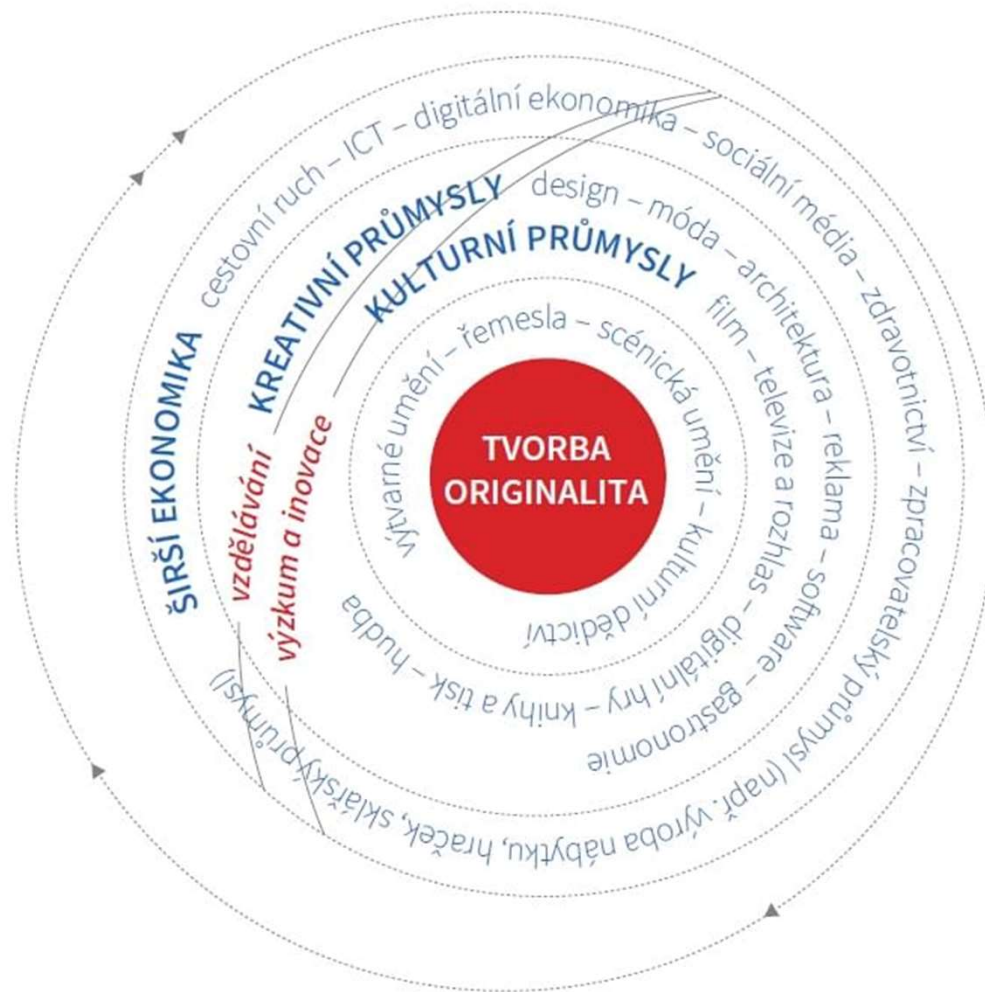 ŠIRŠÍ EKONOMIKA cestovní ruch – ICT – digitální ekonomika – sociální média – zdravotnictví – zpracovatelský průmysl (např. výroba nábytku, hraček, sklářský průmysl)
KREATIVNÍ PRŮMYSLY design – móda – architektura – reklama – software – gastronomie
KULTURNÍ PRŮMYSLY film – televize a rozhlas – digitální hry – knihy a tisk – hudba
výtvarné umění – řemesla – scénická umění – kulturní dědictví
TVORBA
ORIGINALITA
vzdělávání
výzkum a inovace